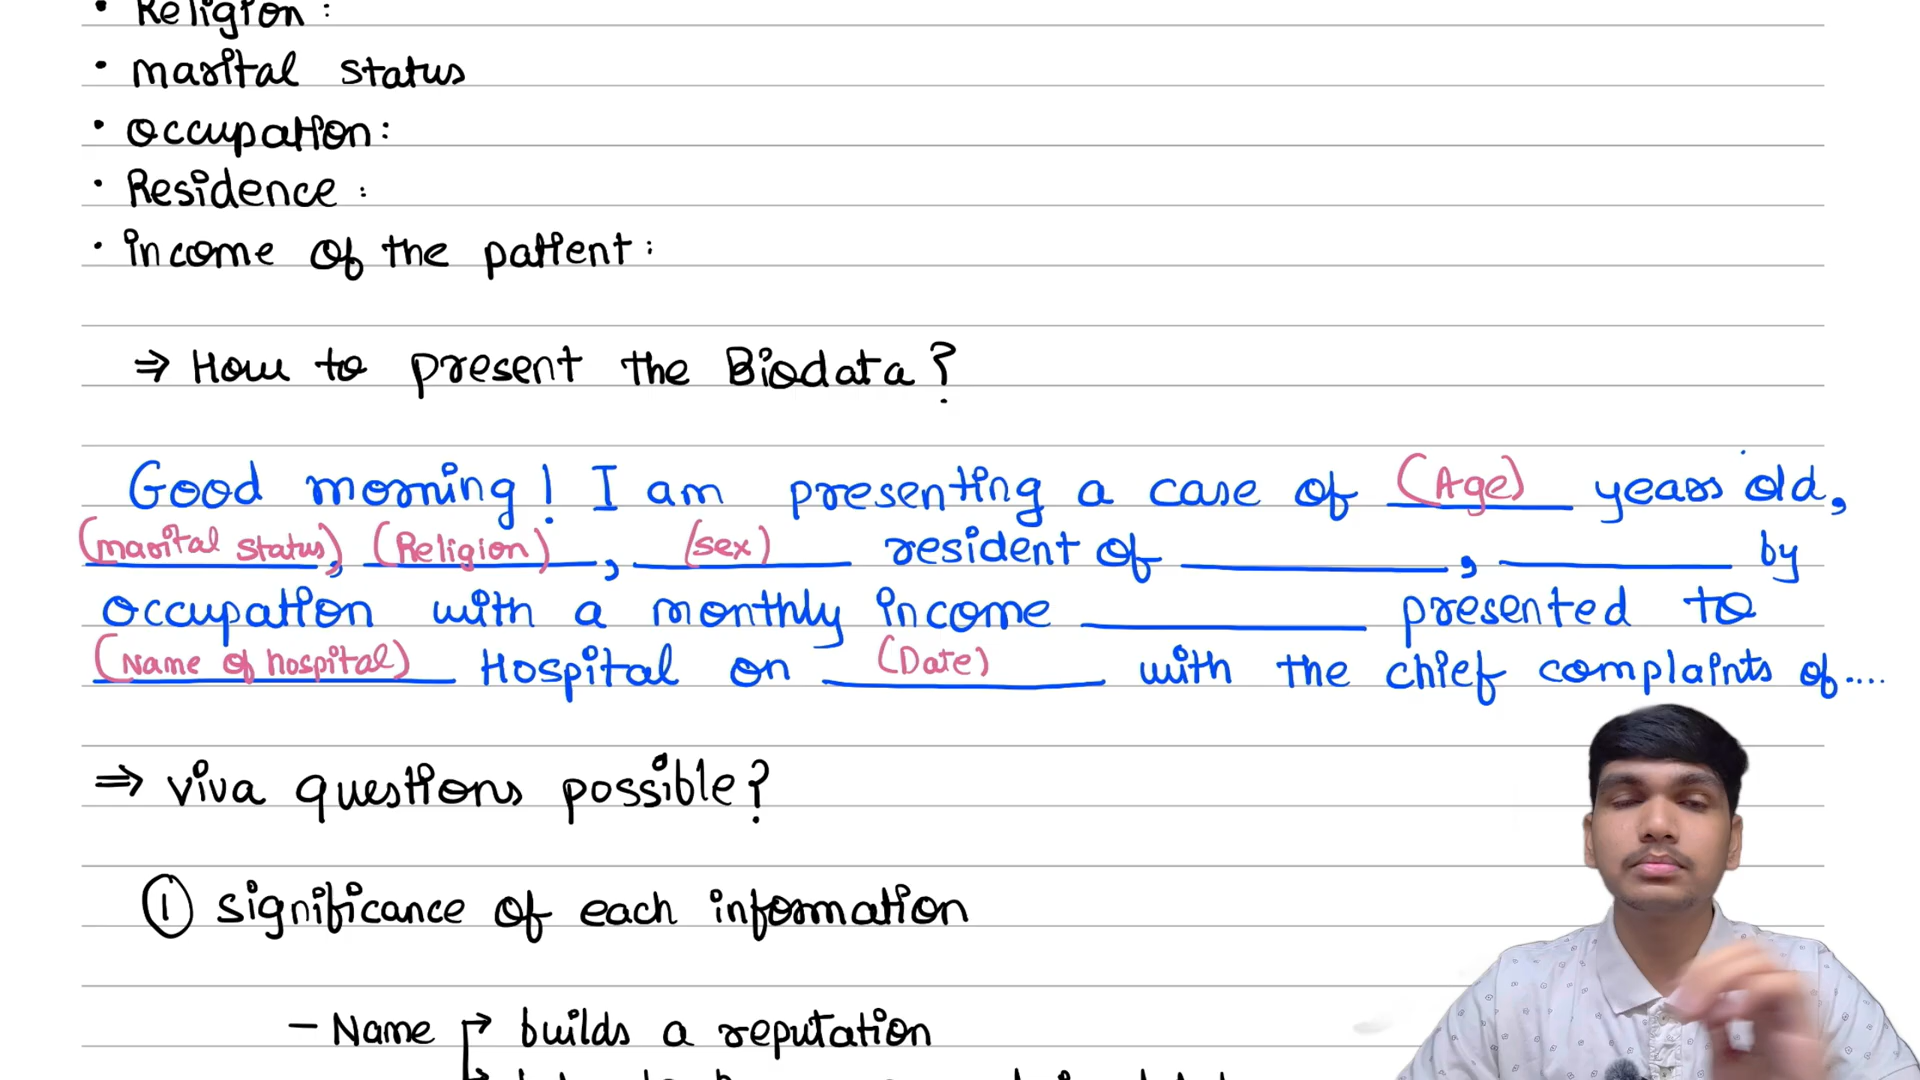 • Religion :
• marital status
• occupation:
• Residence :
• income of the patient:
⇒ How to present the Biodata?
Good morning! I am presenting a case of (Age) years old,
(marital status), (Religion), (sex) resident of ________, ________ by
occupation with a monthly income ________ presented to
(Name of hospital) Hospital on (Date) with the chief complaints of....
⇒ viva questions possible?
① significance of each information
- Name → builds a reputation